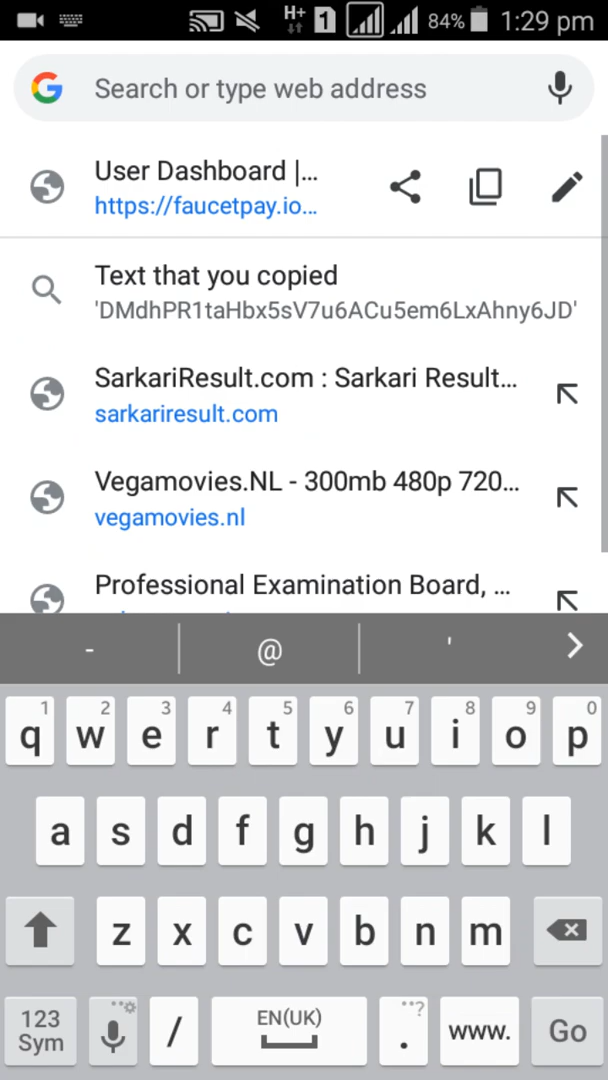 H+ 1 84% 1:29 pm
Search or type web address
User Dashboard |...
https://faucetpay.io...
Text that you copied
'DMdhPR1taHbx5sV7u6ACu5em6LxAhny6JD'
SarkariResult.com : Sarkari Result...
sarkariresult.com
Vegamovies.NL - 300mb 480p 720...
vegamovies.nl
Professional Examination Board, ...
- @ '
1 2 3 4 5 6 7 8 9 0
q w e r t y u i o p
a s d f g h j k l
z x c v b n m
123 Sym / EN(UK) . ? www. Go